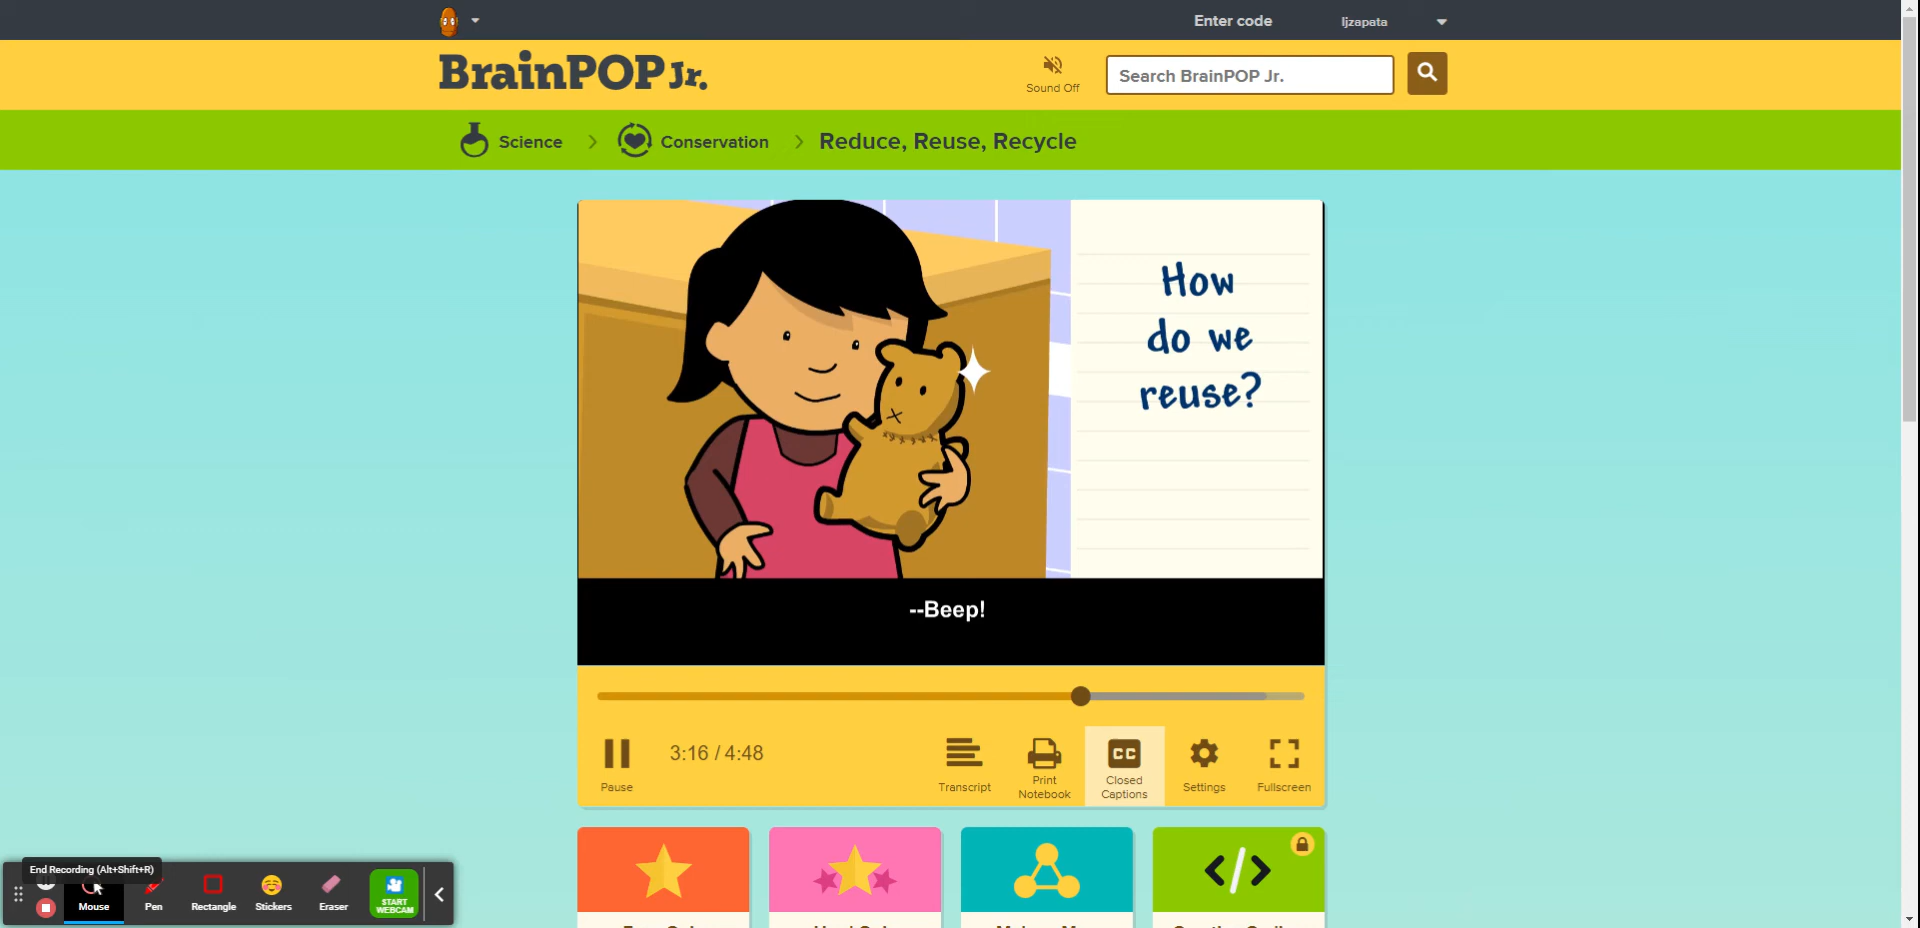 Enter code
ljzapata
BrainPOP Jr.
Sound Off
Search BrainPOP Jr.
Science
Conservation
Reduce, Reuse, Recycle
How
do we
reuse?
--Beep!
3:16 / 4:48
Pause
Transcript
Print
Notebook
CC
Closed
Captions
Settings
Fullscreen
End Recording (Alt+Shift+R)
Mouse
Pen
Rectangle
Stickers
Eraser
START
WEBCAM